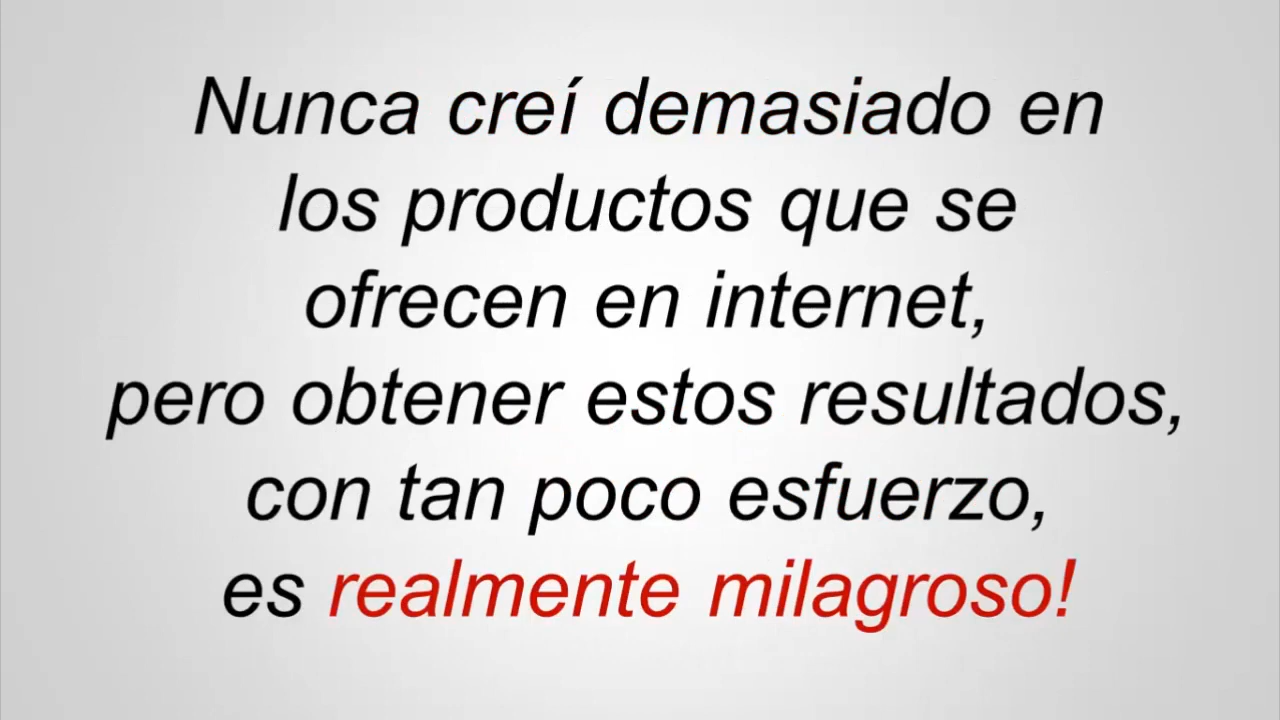 Nunca creí demasiado en
los productos que se
ofrecen en internet,
pero obtener estos resultados,
con tan poco esfuerzo,
es realmente milagroso!